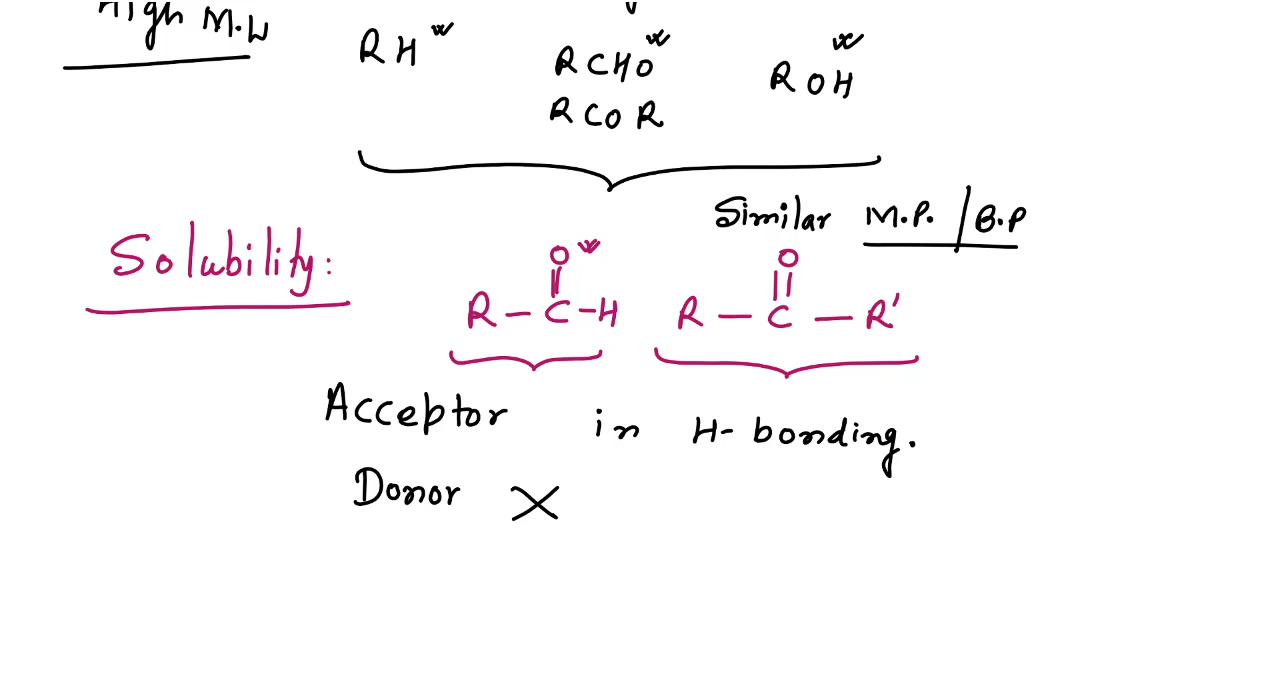 High M.W
RH RCHO ROH
RCOR
Similar M.P. / B.P
Solubility:
O O
|| ||
R - C - H R — C — R'
Acceptor in H- bonding.
Donor X